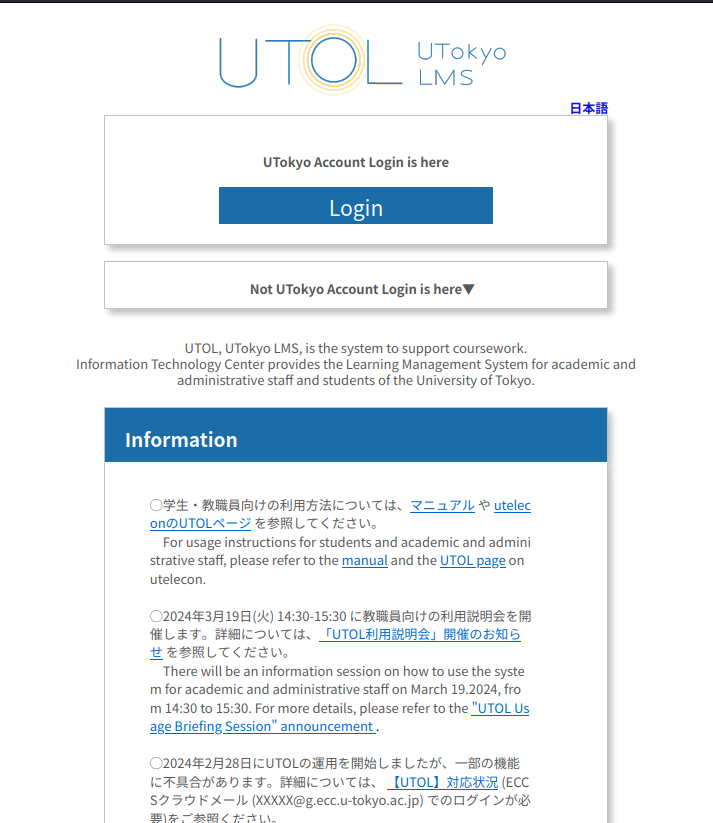 UTOL UTokyo
LMS
日本語
UTokyo Account Login is here
Login
Not UTokyo Account Login is here▼
UTOL, UTokyo LMS, is the system to support coursework.
Information Technology Center provides the Learning Management System for academic and
administrative staff and students of the University of Tokyo.
Information
〇学生・教職員向けの利用方法については、マニュアル や utelec
onのUTOLページ を参照してください。
For usage instructions for students and academic and admini
strative staff, please refer to the manual and the UTOL page on
utelecon.
〇2024年3月19日(火) 14:30-15:30 に教職員向けの利用説明会を開
催します。詳細については、「UTOL利用説明会」開催のお知ら
せ を参照してください。
There will be an information session on how to use the syste
m for academic and administrative staff on March 19.2024, fro
m 14:30 to 15:30. For more details, please refer to the "UTOL Us
age Briefing Session" announcement .
〇2024年2月28日にUTOLの運用を開始しましたが、一部の機能
に不具合があります。詳細については、 【UTOL】対応状況 (ECC
Sクラウドメール (XXXXX@g.ecc.u-tokyo.ac.jp) でのログインが必
要)をご参照ください。